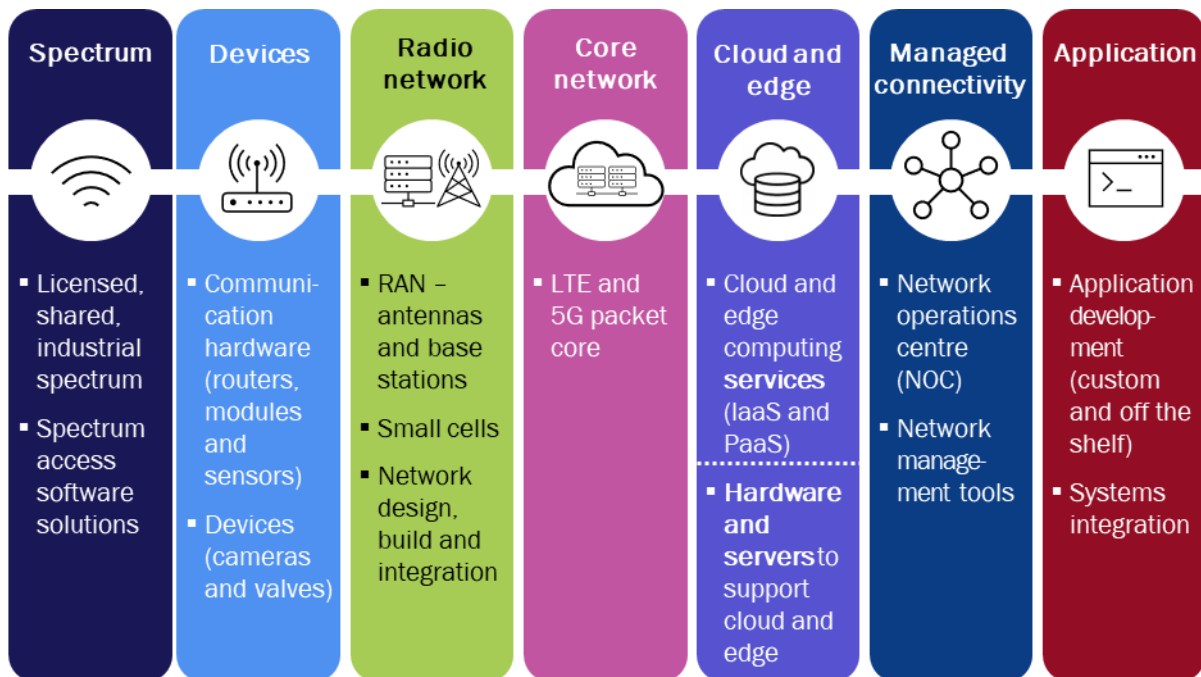 Spectrum
▪ Licensed,
shared,
industrial
spectrum
▪ Spectrum
access
software
solutions
Devices
▪ Communi-
cation
hardware
(routers,
modules
and
sensors)
▪ Devices
(cameras
and valves)
Radio
network
▪ RAN –
antennas
and base
stations
▪ Small cells
▪ Network
design,
build and
integration
Core
network
▪ LTE and
5G packet
core
Cloud and
edge
▪ Cloud and
edge
computing
services
(IaaS and
PaaS)
▪ Hardware
and
servers to
support
cloud and
edge
Managed
connectivity
▪ Network
operations
centre
(NOC)
▪ Network
manage-
ment tools
Application
>_
▪ Application
develop-
ment
(custom
and off the
shelf)
▪ Systems
integration